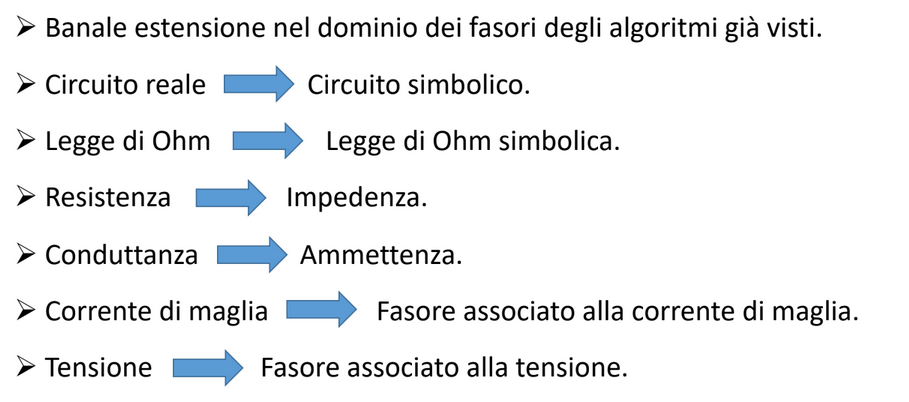 ➢ Banale estensione nel dominio dei fasori degli algoritmi già visti.
➢ Circuito reale Circuito simbolico.
➢ Legge di Ohm Legge di Ohm simbolica.
➢ Resistenza Impedenza.
➢ Conduttanza Ammettenza.
➢ Corrente di maglia Fasore associato alla corrente di maglia.
➢ Tensione Fasore associato alla tensione.